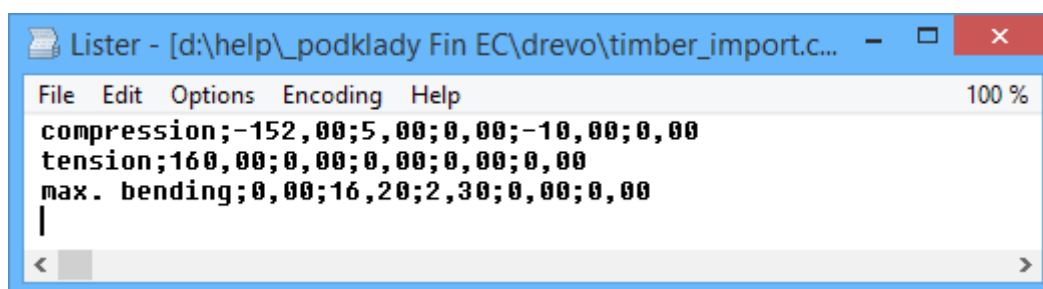 Lister - [d:\help\_podklady Fin EC\drevo\timber_import.c...
File Edit Options Encoding Help 100 %
compression;-152,00;5,00;0,00;-10,00;0,00
tension;160,00;0,00;0,00;0,00;0,00
max. bending;0,00;16,20;2,30;0,00;0,00